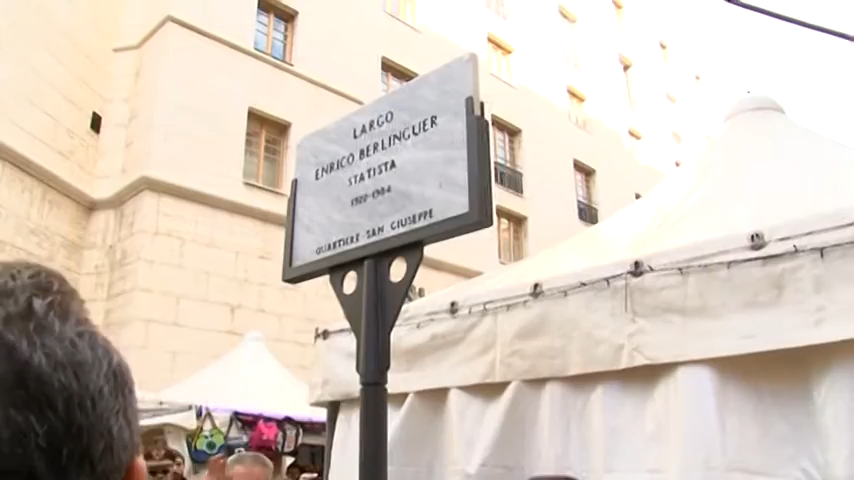 LARGO
ENRICO BERLINGUER
STATISTA
1922-1984
QUARTIERE SAN GIUSEPPE